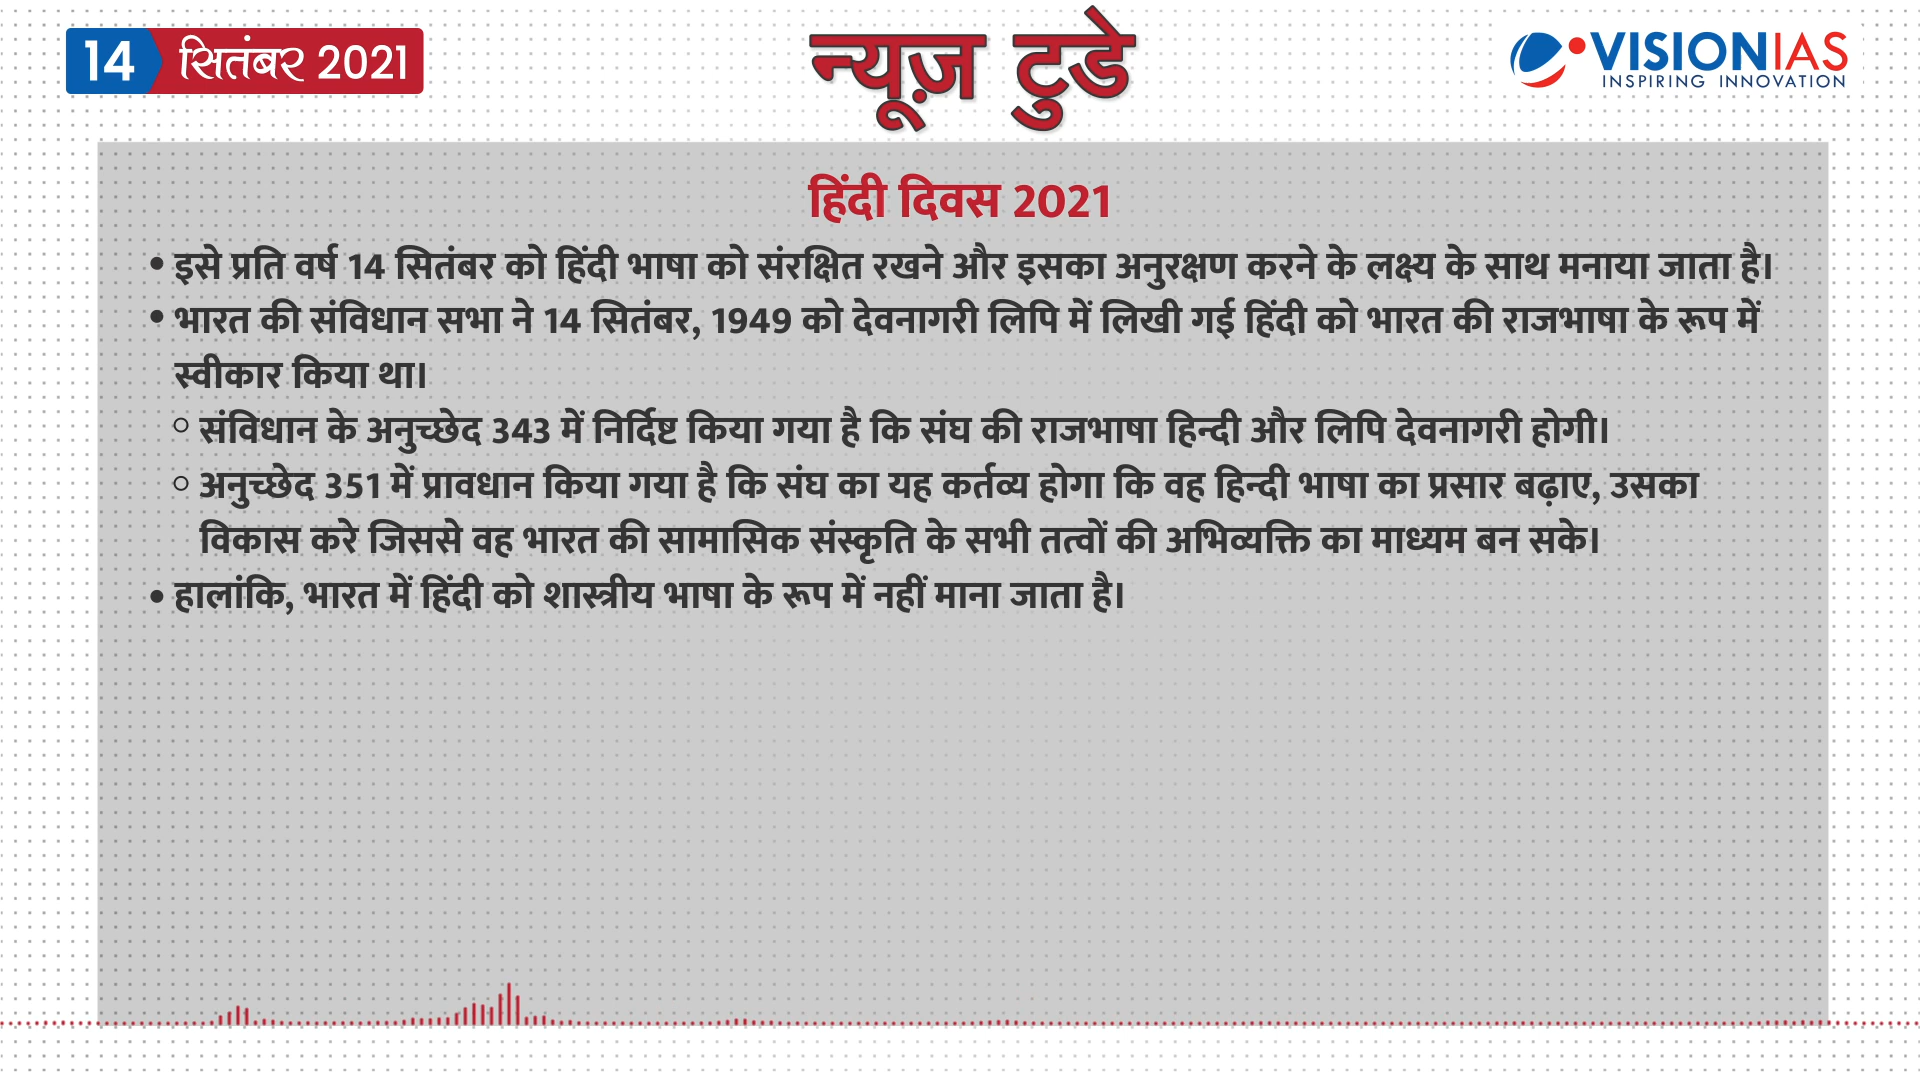 14 सितंबर 2021
न्यूज़ टुडे
VISIONIAS
INSPIRING INNOVATION
हिंदी दिवस 2021
• इसे प्रति वर्ष 14 सितंबर को हिंदी भाषा को संरक्षित रखने और इसका अनुरक्षण करने के लक्ष्य के साथ मनाया जाता है।
• भारत की संविधान सभा ने 14 सितंबर, 1949 को देवनागरी लिपि में लिखी गई हिंदी को भारत की राजभाषा के रूप में
स्वीकार किया था।
○ संविधान के अनुच्छेद 343 में निर्दिष्ट किया गया है कि संघ की राजभाषा हिन्दी और लिपि देवनागरी होगी।
○ अनुच्छेद 351 में प्रावधान किया गया है कि संघ का यह कर्तव्य होगा कि वह हिन्दी भाषा का प्रसार बढ़ाए, उसका
विकास करे जिससे वह भारत की सामासिक संस्कृति के सभी तत्वों की अभिव्यक्ति का माध्यम बन सके।
• हालांकि, भारत में हिंदी को शास्त्रीय भाषा के रूप में नहीं माना जाता है।